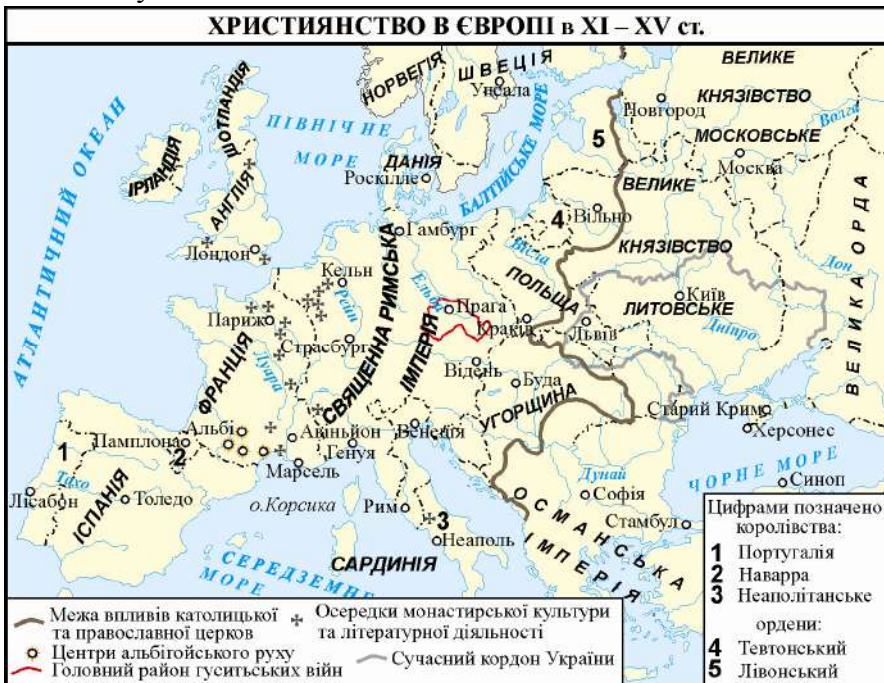 ХРИСТИЯНСТВО В ЄВРОПІ в XI – XV ст.
НОРВЕГІЯ
ШВЕЦІЯ
Упсала
ВЕЛИКЕ
КНЯЗІВСТВО
МОСКОВСЬКЕ
Новгород
Волга
Москва
АТЛАНТИЧНИЙ ОКЕАН
ШОТЛАНДІЯ
ІРЛАНДІЯ
АНГЛІЯ
Лондон
ПІВНІЧНЕ
МОРЕ
ДАНІЯ
Роскілле
БАЛТІЙСЬКЕ МОРЕ
5
4
Вільно
ВЕЛИКЕ
КНЯЗІВСТВО
ЛИТОВСЬКЕ
ВЕЛИКА ОРДА
Дон
Гамбург
Вісла
ПОЛЬЩА
Кельн
Рейн
Ельба
Прага
Краків
Львів
Київ
Дніпро
Париж
Страсбург
СВЯЩЕННА РИМСЬКА
ІМПЕРІЯ
ФРАНЦІЯ
Луара
Відень
Буда
УГОРЩИНА
Старий Крим
Херсонес
Альбі
Памплона
Авіньйон
Генуя
Венеція
Марсель
1
2
Тахо
Лісабон
ІСПАНІЯ
Толедо
о.Корсика
Рим
3
Неаполь
САРДИНІЯ
СЕРЕДЗЕМНЕ
МОРЕ
Дунай
Софія
ОСМАНСЬКА
ІМПЕРІЯ
Стамбул
ЧОРНЕ МОРЕ
Синоп
Цифрами позначено
королівства:
1 Португалія
2 Наварра
3 Неаполітанське
ордени:
4 Тевтонський
5 Лівонський
Межа впливів католицької
та православної церков
Центри альбігойського руху
Головний район гуситьських війн
Осередки монастирської культури
та літературної діяльності
Сучасний кордон України